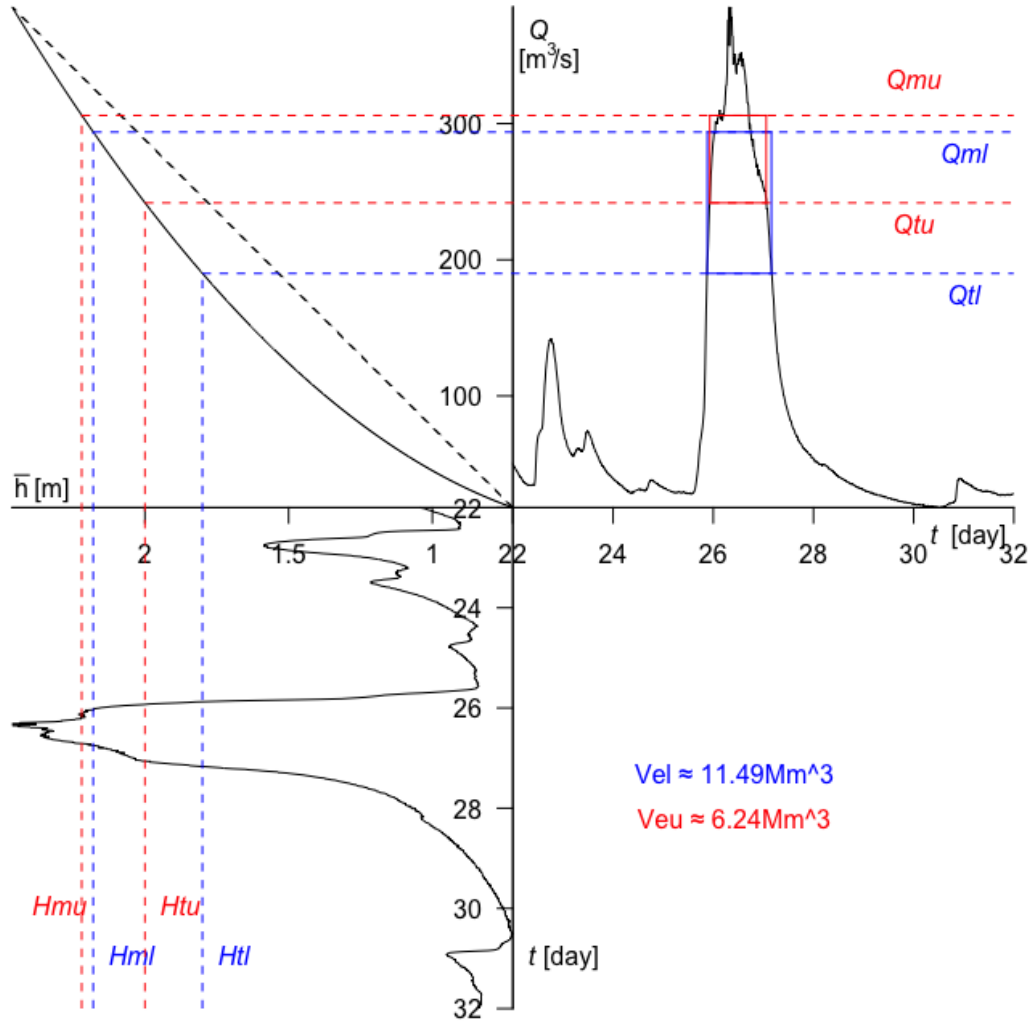 Q
[m³/s]
Qmu
300
Qml
Qtu
200
Qtl
100
h̅ [m]
22
t [day]
2
1.5
1
22
24
26
28
30
32
24
26
Vel ≈ 11.49Mm^3
28
Veu ≈ 6.24Mm^3
Hmu
Htu
30
Hml
Htl
t [day]
32